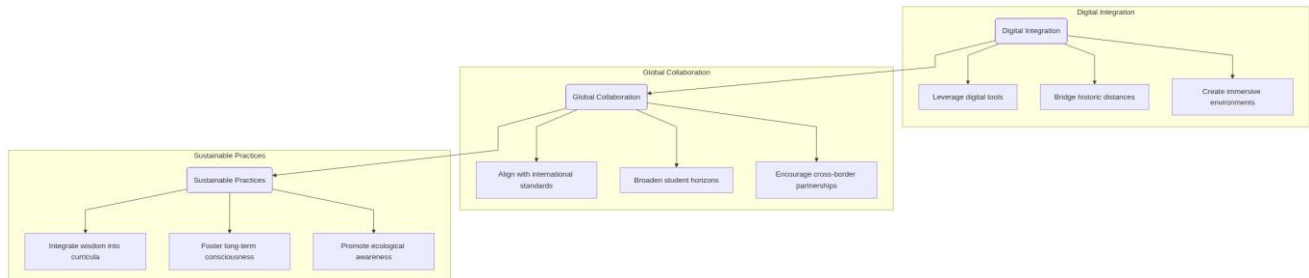 Digital Integration
Digital Integration
Leverage digital tools
Bridge historic distances
Create immersive
environments
Global Collaboration
Global Collaboration
Align with international
standards
Broaden student horizons
Encourage cross-border
partnerships
Sustainable Practices
Sustainable Practices
Integrate wisdom into
curricula
Foster long-term
consciousness
Promote ecological
awareness